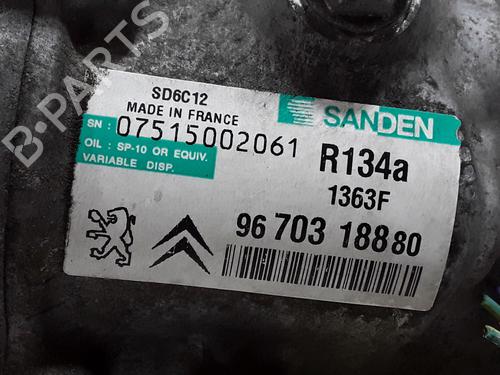 B-PARTS
SD6C12
MADE IN FRANCE
SANDEN
SN : 07515002061
OIL : SP-10 OR EQUIV.
VARIABLE DISP.
R134a
1363F
96 703 188 80